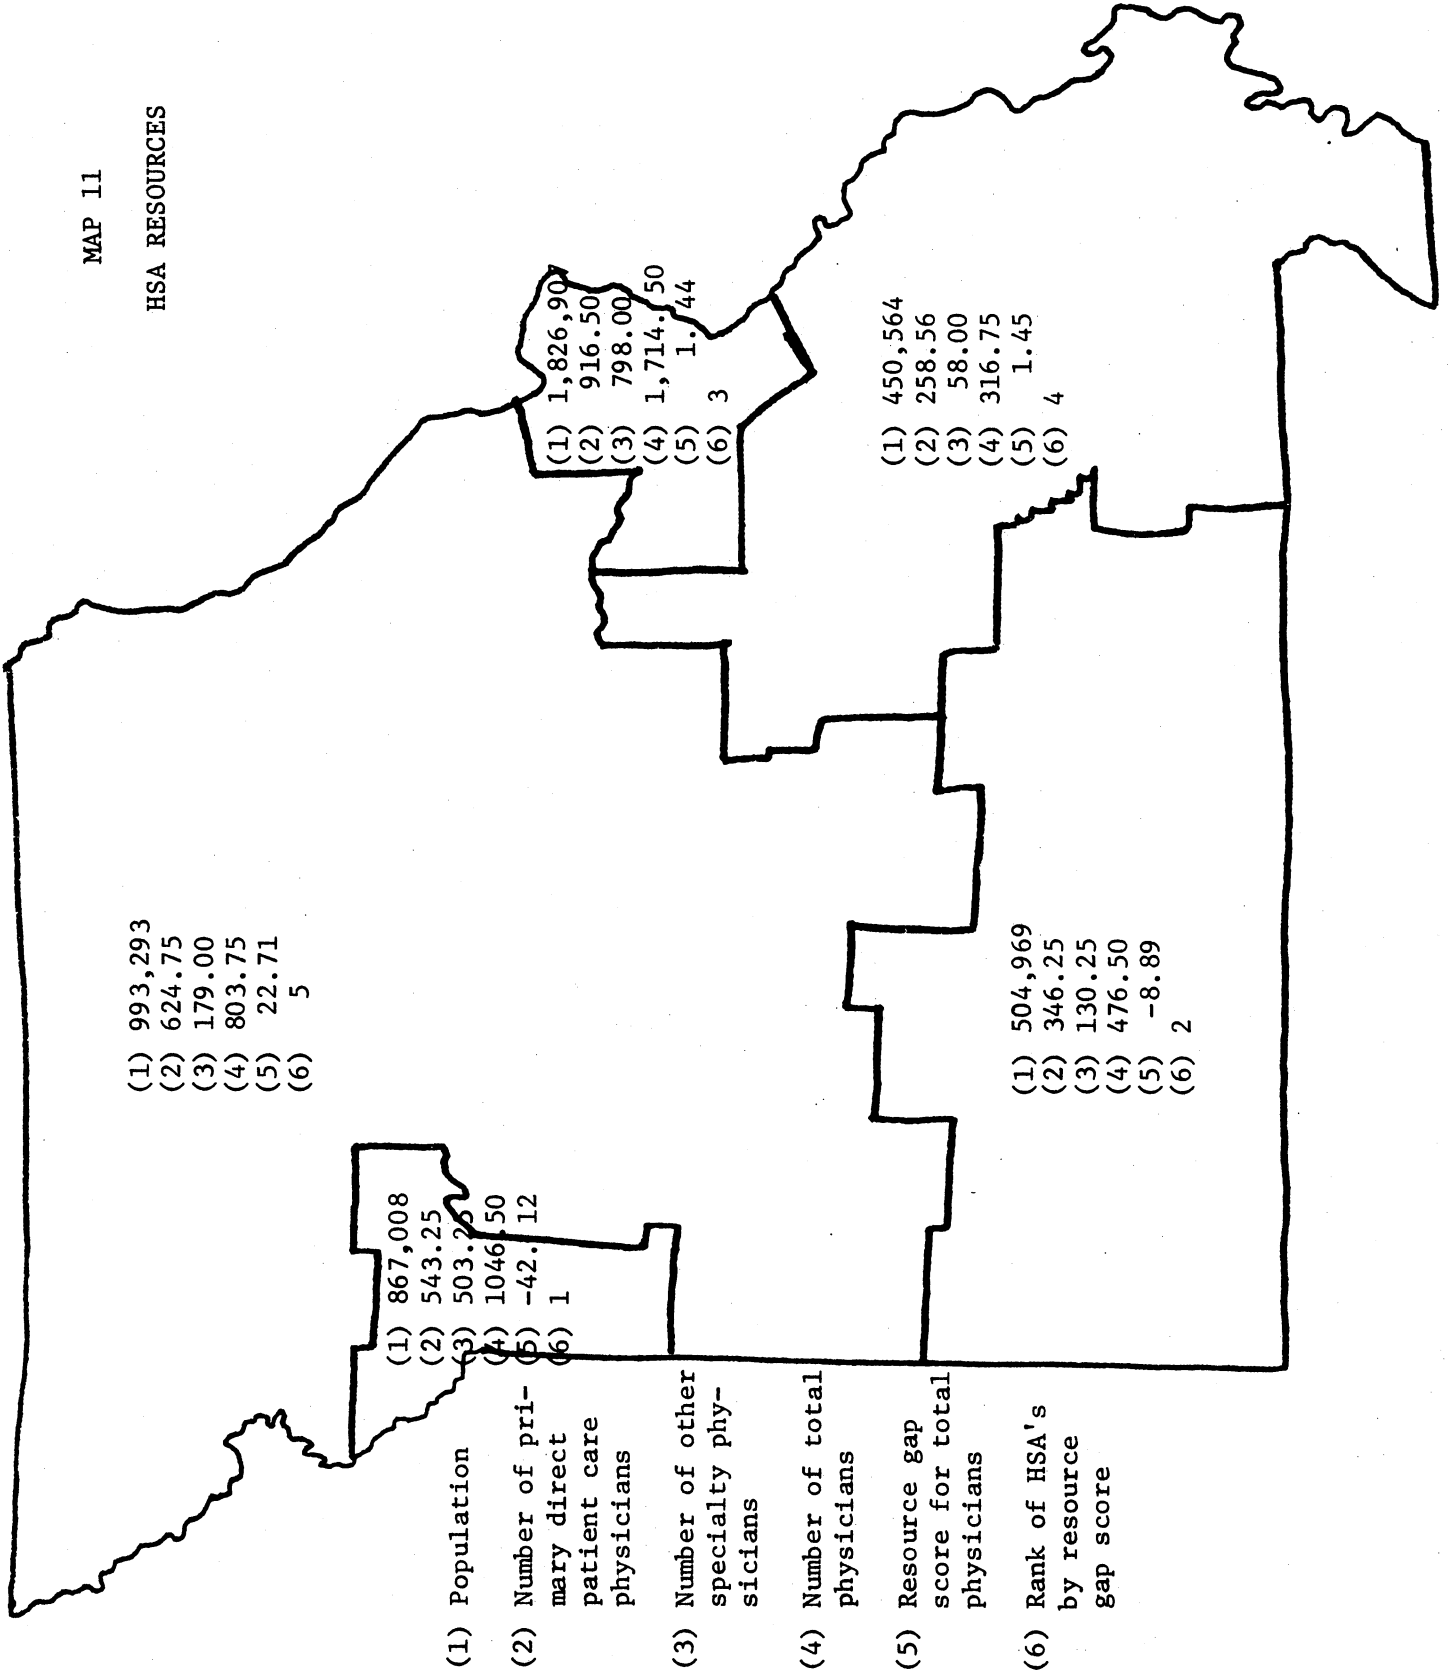 MAP 11
HSA RESOURCES
(1) 993,293
(2) 624.75
(3) 179.00
(4) 803.75
(5) 22.71
(6) 5
(1) 867,008
(2) 543.25
(3) 503.25
(4) 1046.50
(5) -42.12
(6) 1
(1) 1,826,90
(2) 916.50
(3) 798.00
(4) 1,714.50
(5) 1.44
(6) 3
(1) 450,564
(2) 258.56
(3) 58.00
(4) 316.75
(5) 1.45
(6) 4
(1) 504,969
(2) 346.25
(3) 130.25
(4) 476.50
(5) -8.89
(6) 2
(1) Population
(2) Number of pri-
mary direct
patient care
physicians
(3) Number of other
specialty phy-
sicians
(4) Number of total
physicians
(5) Resource gap
score for total
physicians
(6) Rank of HSA's
by resource
gap score